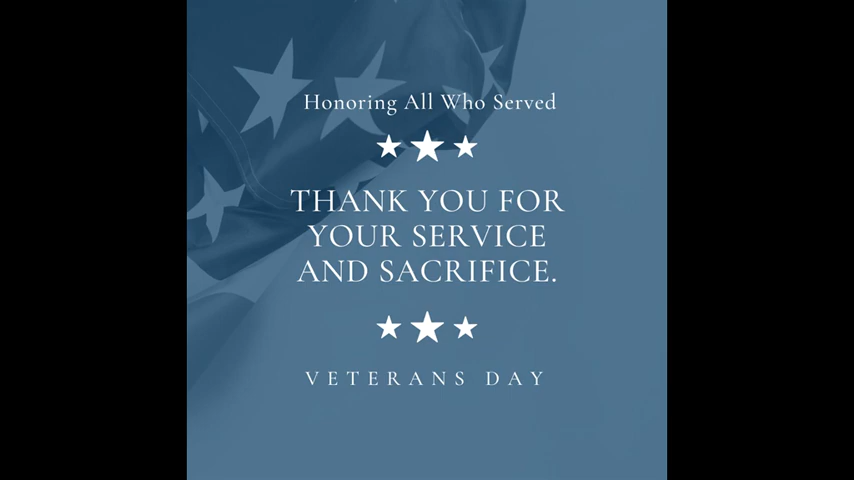 Honoring All Who Served
THANK YOU FOR
YOUR SERVICE
AND SACRIFICE.
VETERANS DAY